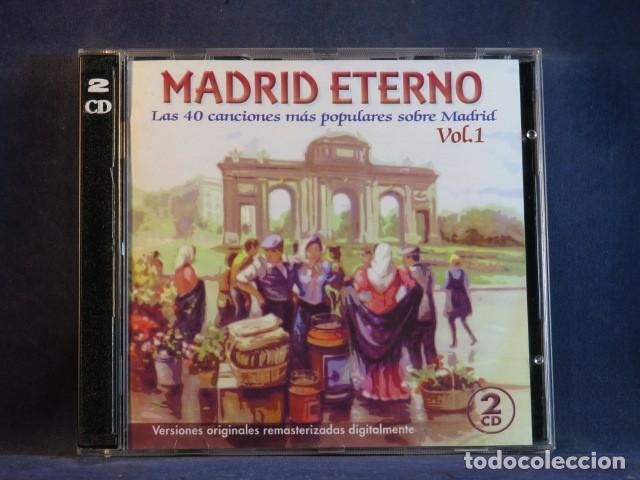 2
CD
MADRID ETERNO
Las 40 canciones más populares sobre Madrid
Vol.1
2
CD
Versiones originales remasterizadas digitalmente
todocoleccion.net